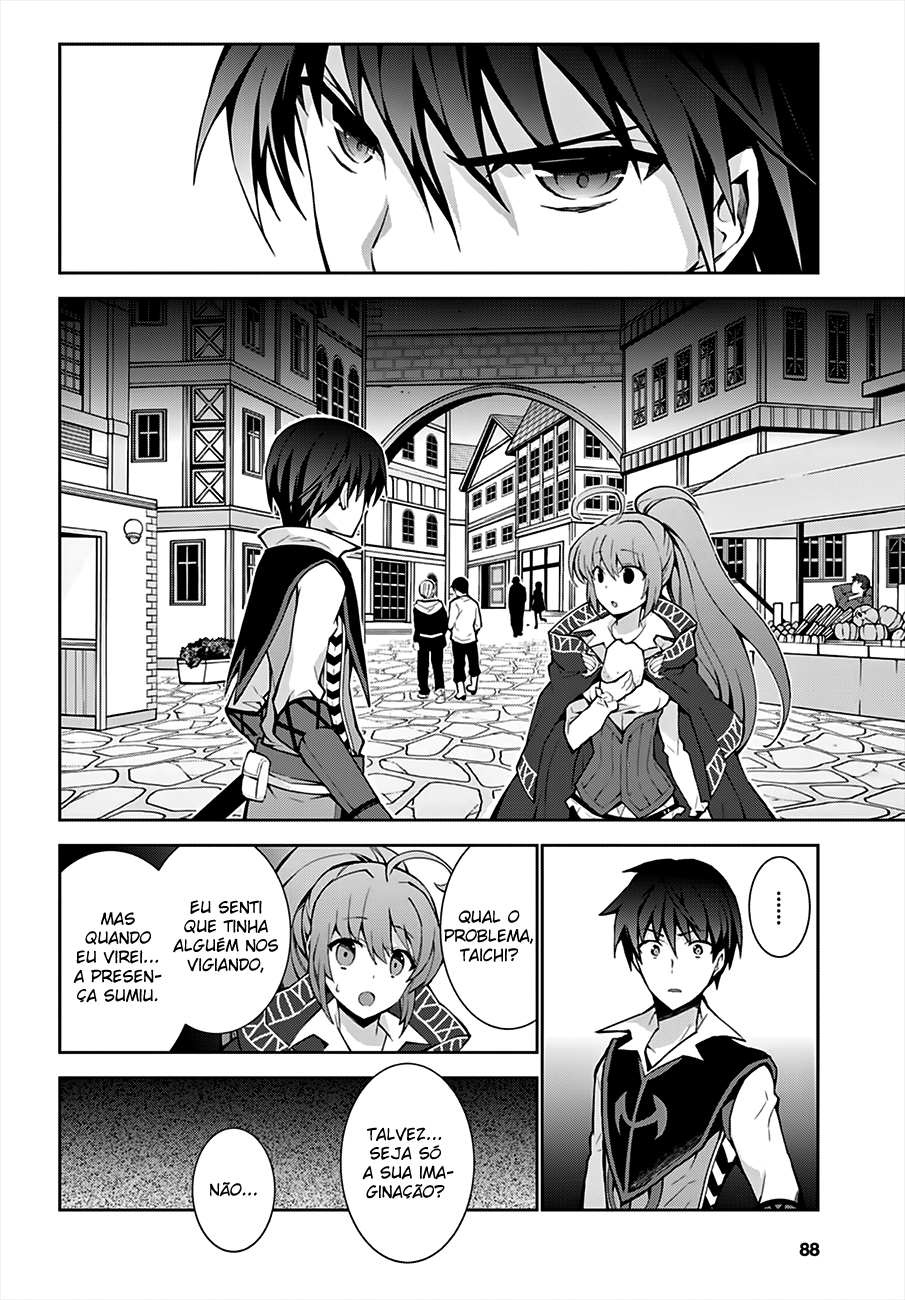 ......
QUAL O
PROBLEMA,
TAICHI?
EU SENTI
QUE TINHA
ALGUÉM NOS
VIGIANDO,
MAS
QUANDO
EU VIREI...
A PRESEN-
ÇA SUMIU.
TALVEZ...
SEJA SÓ
A SUA IMA-
GINAÇÃO?
NÃO...
88